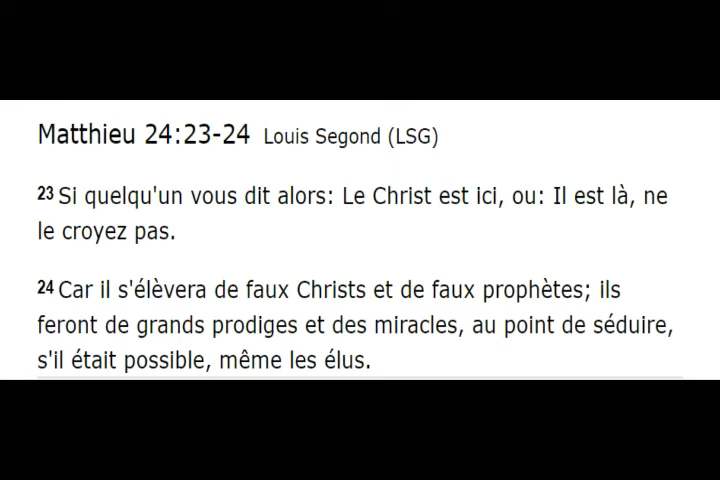 Matthieu 24:23-24 Louis Segond (LSG)
23 Si quelqu'un vous dit alors: Le Christ est ici, ou: Il est là, ne
le croyez pas.
24 Car il s'élèvera de faux Christs et de faux prophètes; ils
feront de grands prodiges et des miracles, au point de séduire,
s'il était possible, même les élus.